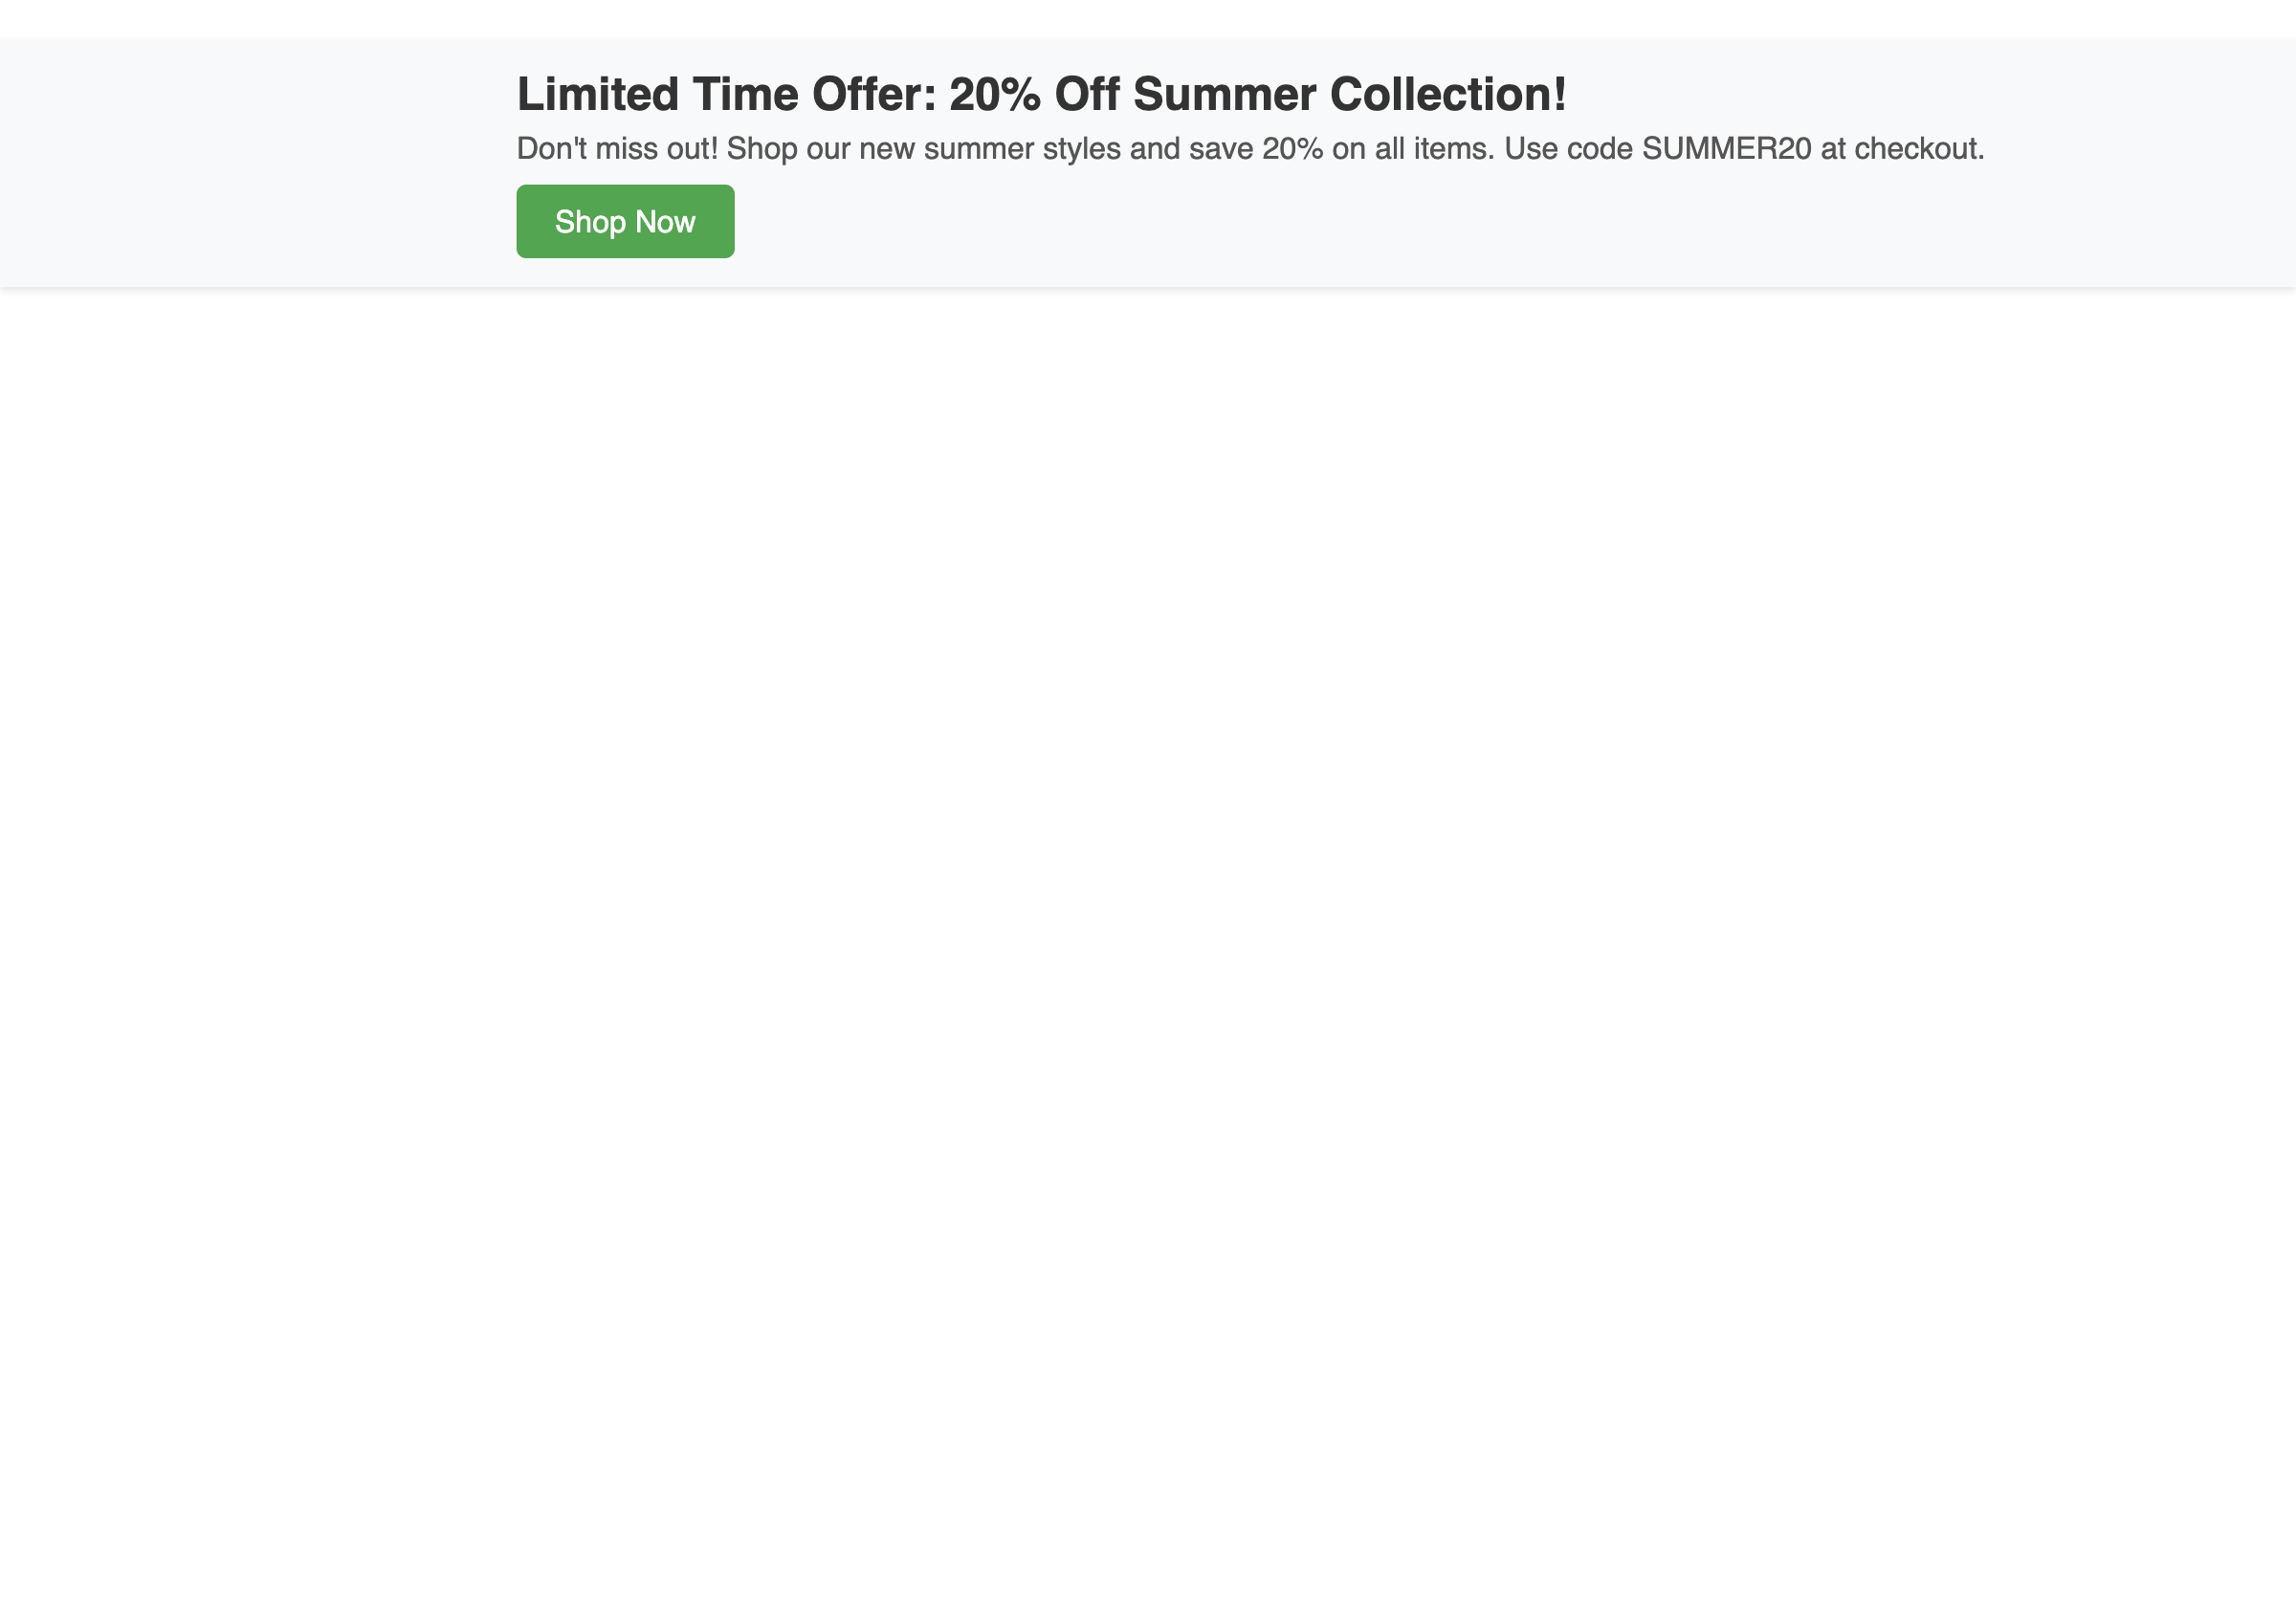 Limited Time Offer: 20% Off Summer Collection!
Don't miss out! Shop our new summer styles and save 20% on all items. Use code SUMMER20 at checkout.
Shop Now